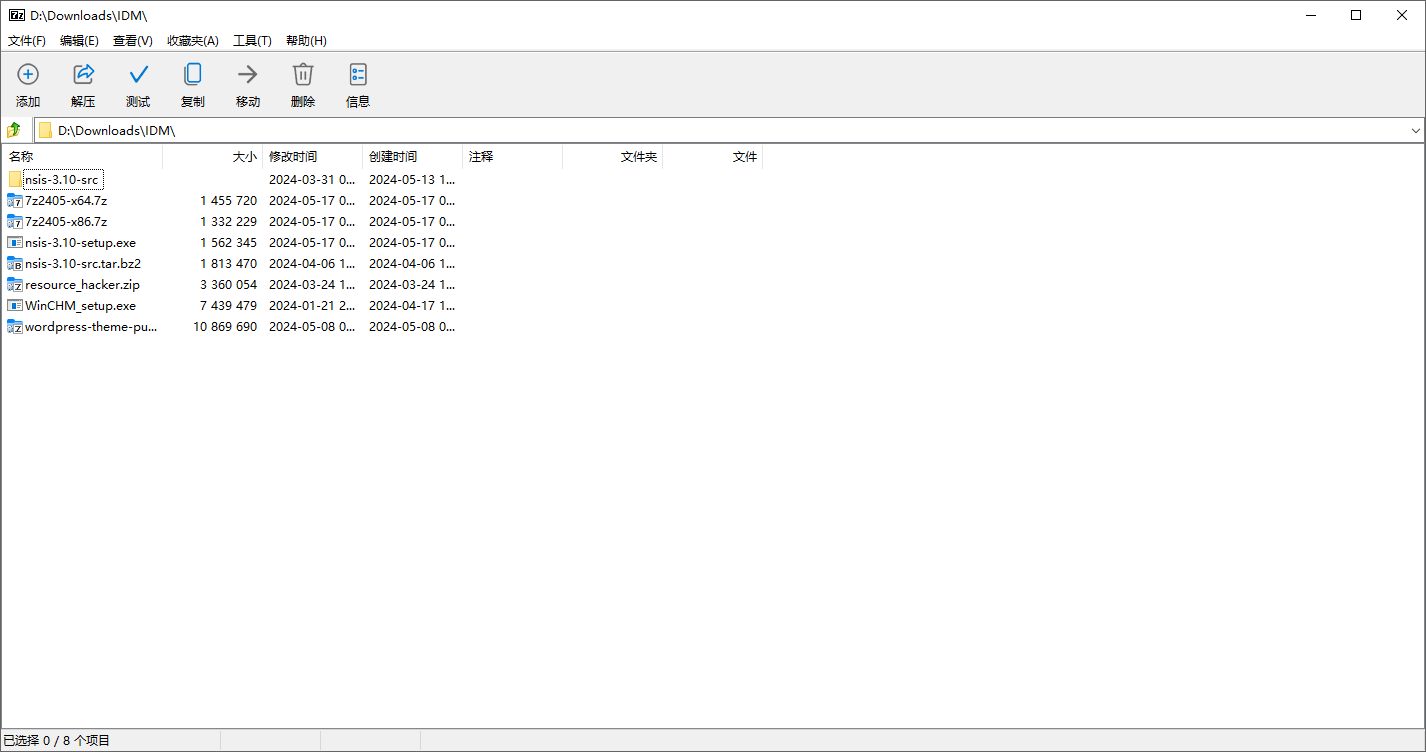 D:\Downloads\IDM\
文件(F) 编辑(E) 查看(V) 收藏夹(A) 工具(T) 帮助(H)
添加 解压 测试 复制 移动 删除 信息
D:\Downloads\IDM\
名称 大小 修改时间 创建时间 注释 文件夹 文件
nsis-3.10-src 2024-03-31 0... 2024-05-13 1...
7z2405-x64.7z 1 455 720 2024-05-17 0... 2024-05-17 0...
7z2405-x86.7z 1 332 229 2024-05-17 0... 2024-05-17 0...
nsis-3.10-setup.exe 1 562 345 2024-05-17 0... 2024-05-17 0...
nsis-3.10-src.tar.bz2 1 813 470 2024-04-06 1... 2024-04-06 1...
resource_hacker.zip 3 360 054 2024-03-24 1... 2024-03-24 1...
WinCHM_setup.exe 7 439 479 2024-01-21 2... 2024-04-17 1...
wordpress-theme-pu... 10 869 690 2024-05-08 0... 2024-05-08 0...
已选择 0 / 8 个项目